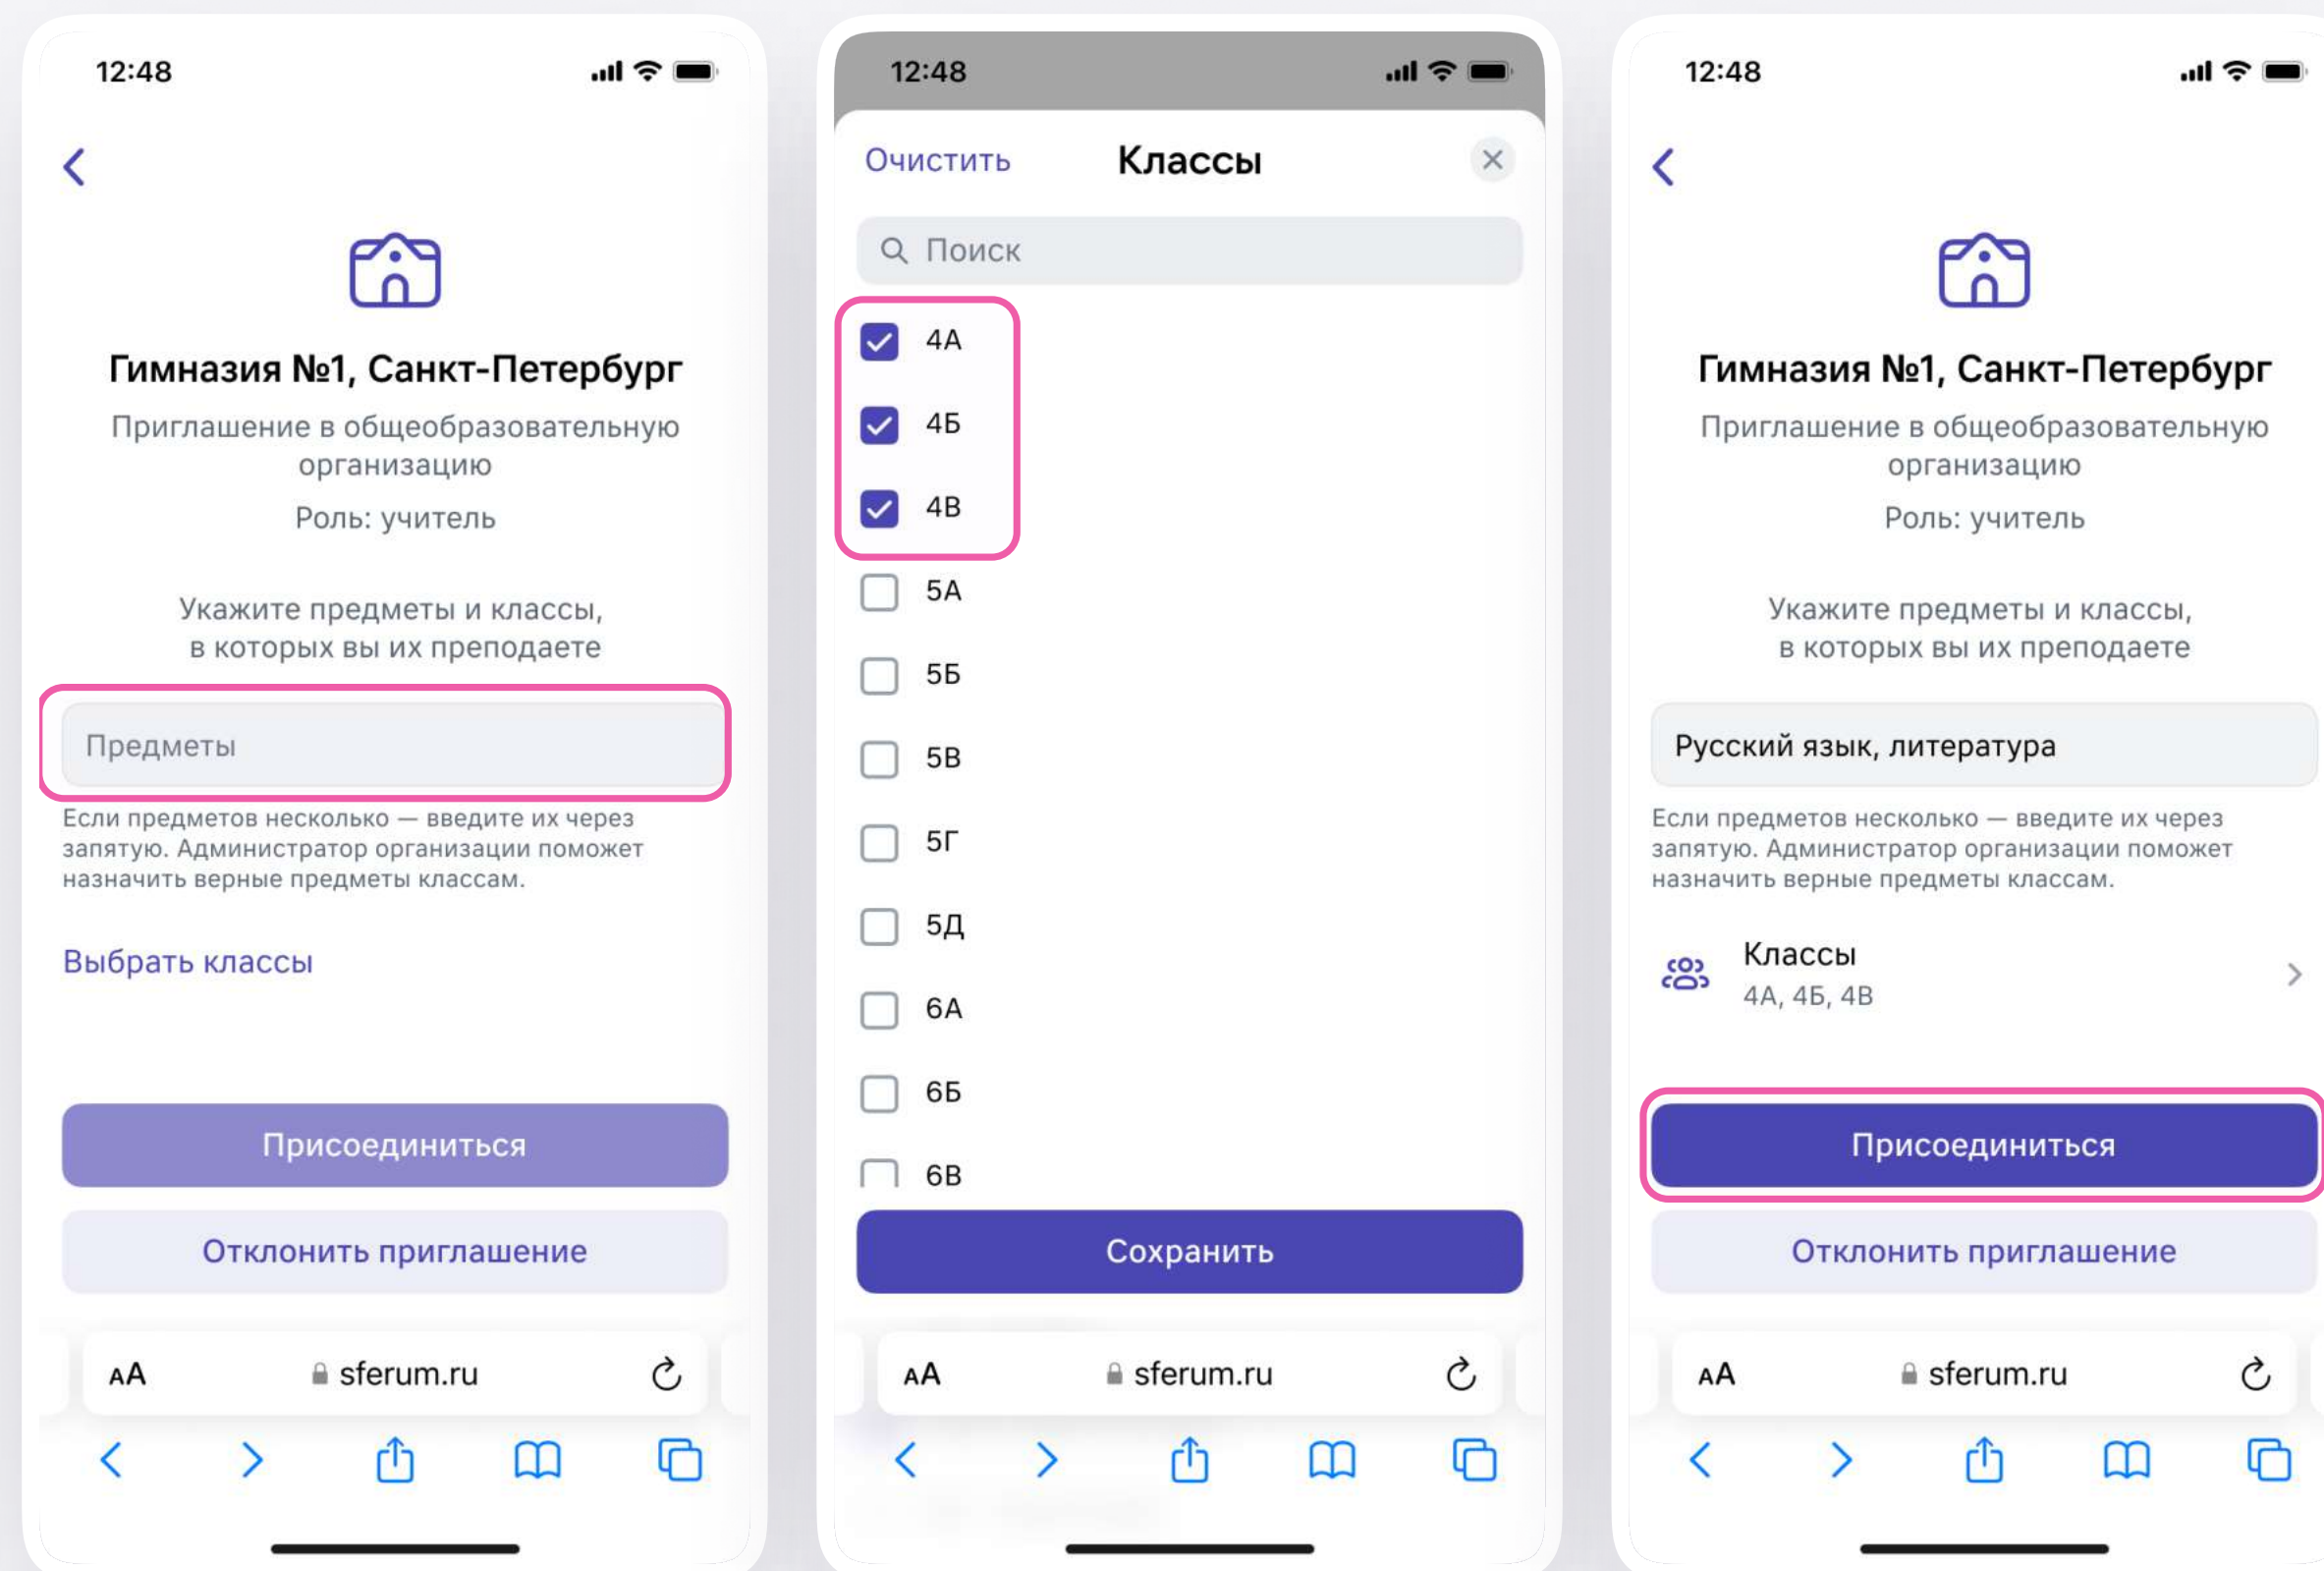 12:48
Гимназия №1, Санкт-Петербург
Приглашение в общеобразовательную
организацию
Роль: учитель
Укажите предметы и классы,
в которых вы их преподаете
Предметы
Если предметов несколько — введите их через
запятую. Администратор организации поможет
назначить верные предметы классам.
Выбрать классы
Присоединиться
Отклонить приглашение
AA
sferum.ru
12:48
Очистить
Классы
Поиск
4А
4Б
4В
5А
5Б
5В
5Г
5Д
6А
6Б
6В
Сохранить
AA
sferum.ru
12:48
Гимназия №1, Санкт-Петербург
Приглашение в общеобразовательную
организацию
Роль: учитель
Укажите предметы и классы,
в которых вы их преподаете
Русский язык, литература
Если предметов несколько — введите их через
запятую. Администратор организации поможет
назначить верные предметы классам.
Классы
4А, 4Б, 4В
Присоединиться
Отклонить приглашение
AA
sferum.ru